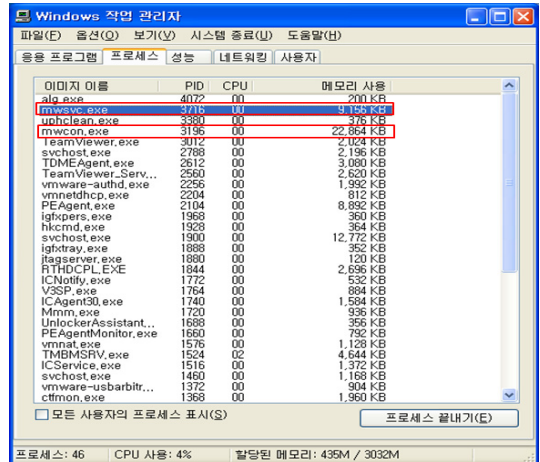 Windows 작업 관리자
파일(F) 옵션(O) 보기(V) 시스템 종료(U) 도움말(H)
응용 프로그램 프로세스 성능 네트워킹 사용자
이미지 이름 PID CPU 메모리 사용
alg.exe 4072 00 200 KB
mwsvc.exe 3716 00 9,156 KB
uphclean.exe 3380 00 376 KB
mwcon.exe 3196 00 22,864 KB
TeamViewer.exe 3012 00 2,024 KB
svchost.exe 2788 00 2,196 KB
TDMEAgent.exe 2612 00 3,080 KB
TeamViewer_Serv... 2560 00 2,620 KB
vmware-authd.exe 2256 00 1,992 KB
vmnetdhcp.exe 2204 00 812 KB
PEAgent.exe 2104 00 8,892 KB
igfxpers.exe 1968 00 360 KB
hkcmd.exe 1928 00 364 KB
svchost.exe 1900 00 12,772 KB
igfxtray.exe 1888 00 352 KB
jtagserver.exe 1880 00 120 KB
RTHDCPL.EXE 1844 00 2,696 KB
ICNotify.exe 1772 00 532 KB
V3SP.exe 1764 00 884 KB
ICAgent30.exe 1740 00 1,584 KB
Mmm.exe 1720 00 936 KB
UnlockerAssistant... 1688 00 356 KB
PEAgentMonitor.exe 1660 00 792 KB
vmnat.exe 1576 00 1,128 KB
TMBMSRV.exe 1524 02 4,644 KB
ICService.exe 1516 00 1,372 KB
svchost.exe 1460 00 1,168 KB
vmware-usbarbitr... 1372 00 904 KB
ctfmon.exe 1368 00 1,960 KB
모든 사용자의 프로세스 표시(S) 프로세스 끝내기(E)
프로세스: 46 CPU 사용: 4% 할당된 메모리: 435M / 3032M